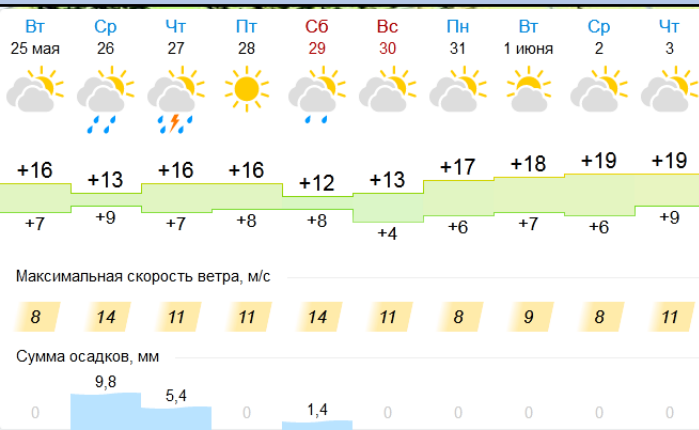 Вт Ср Чт Пт Сб Вс Пн Вт Ср Чт
25 мая 26 27 28 29 30 31 1 июня 2 3
+16 +13 +16 +16 +12 +13 +17 +18 +19 +19
+7 +9 +7 +8 +8 +4 +6 +7 +6 +9
Максимальная скорость ветра, м/с
8 14 11 11 14 11 8 9 8 11
Сумма осадков, мм
0 9,8 5,4 0 1,4 0 0 0 0 0